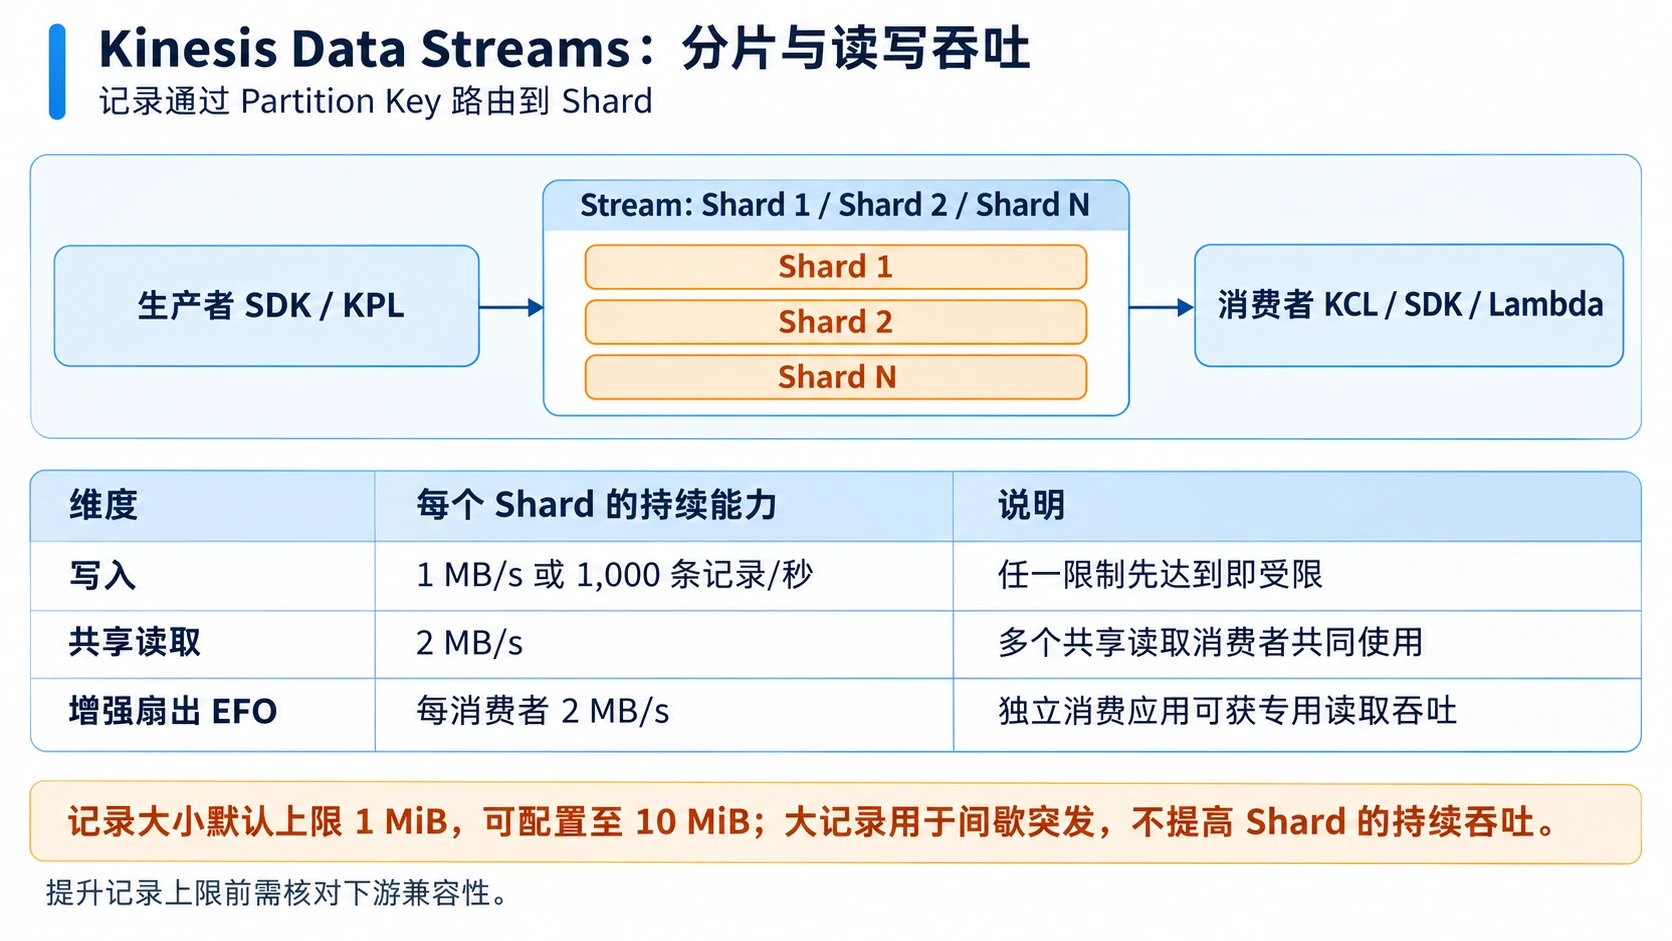 Kinesis Data Streams：分片与读写吞吐
记录通过 Partition Key 路由到 Shard
Stream: Shard 1 / Shard 2 / Shard N
生产者 SDK / KPL
Shard 1
Shard 2
Shard N
消费者 KCL / SDK / Lambda
维度 每个 Shard 的持续能力 说明
写入 1 MB/s 或 1,000 条记录/秒 任一限制先达到即受限
共享读取 2 MB/s 多个共享读取消费者共同使用
增强扇出 EFO 每消费者 2 MB/s 独立消费应用可获专用读取吞吐
记录大小默认上限 1 MiB，可配置至 10 MiB；大记录用于间歇突发，不提高 Shard 的持续吞吐。
提升记录上限前需核对下游兼容性。